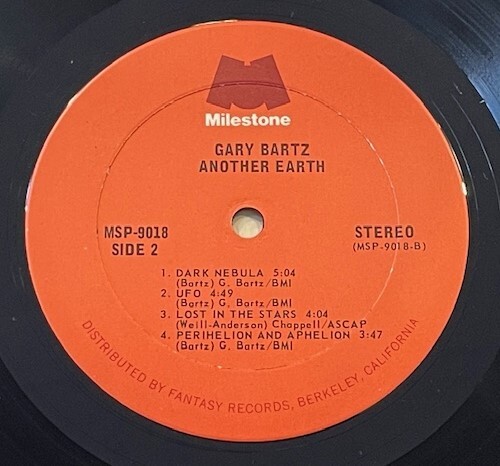 Milestone
GARY BARTZ
ANOTHER EARTH
MSP-9018
SIDE 2
STEREO
(MSP-9018-B)
1. DARK NEBULA 5:04
(Bartz) G. Bartz/BMI
2. UFO 4:49
(Bartz) G. Bartz/BMI
3. LOST IN THE STARS 4:04
(Weill-Anderson) Chappell/ASCAP
4. PERIHELION AND APHELION 3:47
(Bartz) G. Bartz/BMI
DISTRIBUTED BY FANTASY RECORDS, BERKELEY, CALIFORNIA